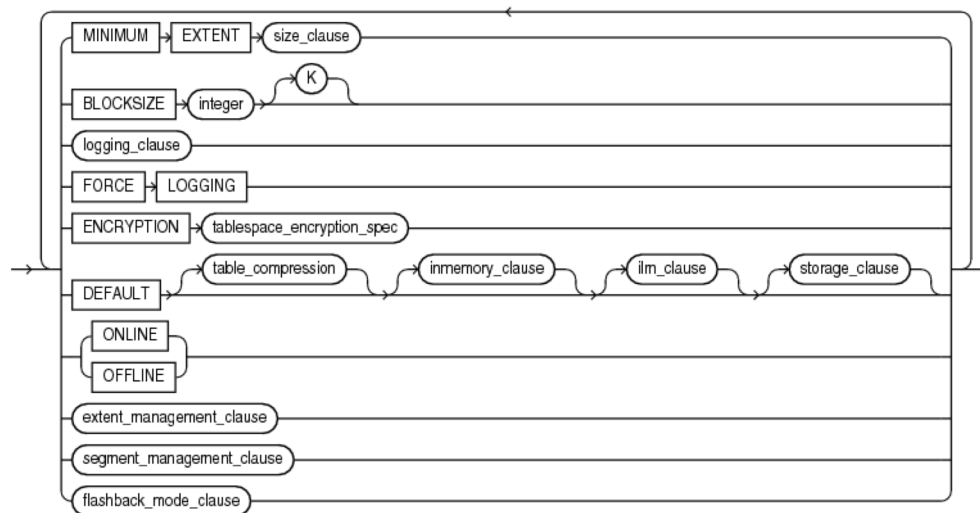 MINIMUM EXTENT size_clause
K
BLOCKSIZE integer
logging_clause
FORCE LOGGING
ENCRYPTION tablespace_encryption_spec
table_compression inmemory_clause ilm_clause storage_clause
DEFAULT
ONLINE
OFFLINE
extent_management_clause
segment_management_clause
flashback_mode_clause